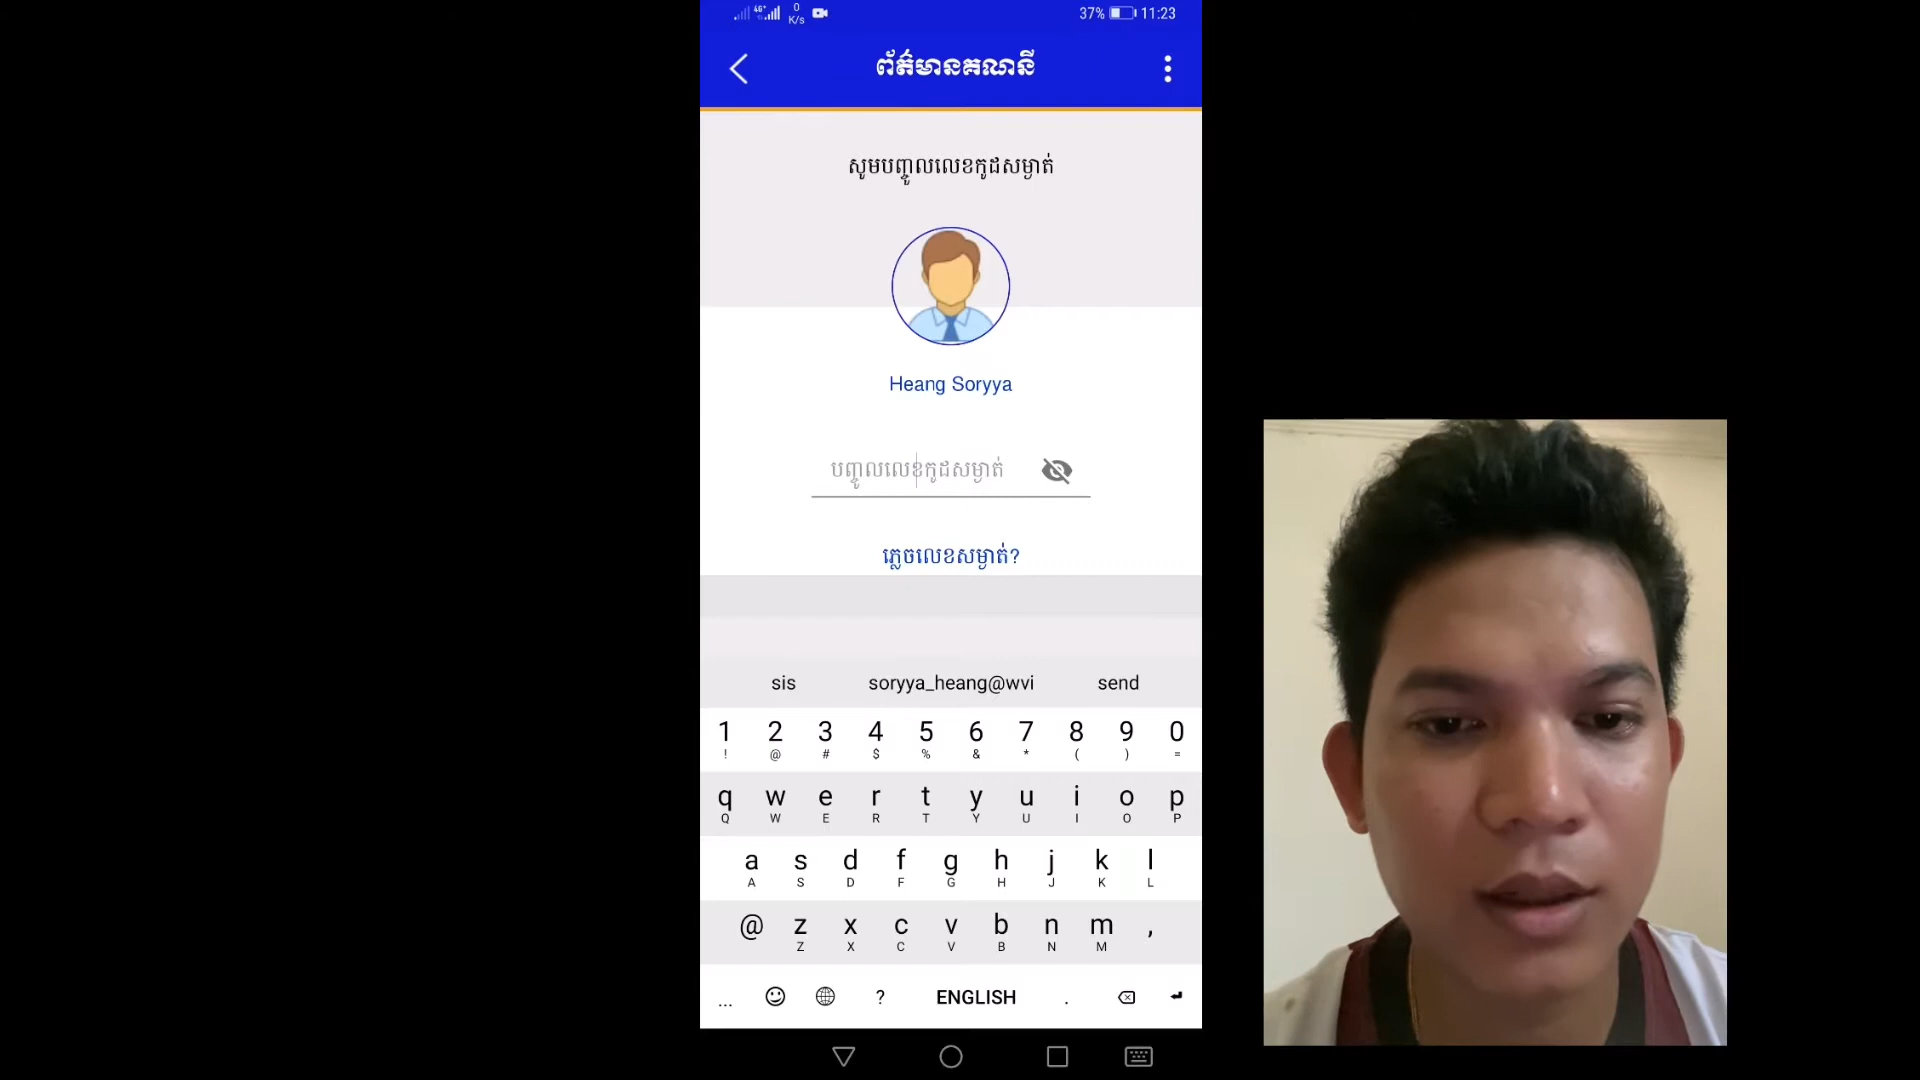 4G+
0
K/s
37% 11:23
ព័ត៌មានគណនី
សូមបញ្ចូលលេខកូដសម្ងាត់
Heang Soryya
បញ្ចូលលេខកូដសម្ងាត់
ភ្លេចលេខសម្ងាត់?
sis soryya_heang@wvi send
1 2 3 4 5 6 7 8 9 0
! @ # $ % & * ( ) =
q w e r t y u i o p
Q W E R T Y U I O P
a s d f g h j k l
A S D F G H J K L
@ z x c v b n m ,
Z X C V B N M
... ? ENGLISH .